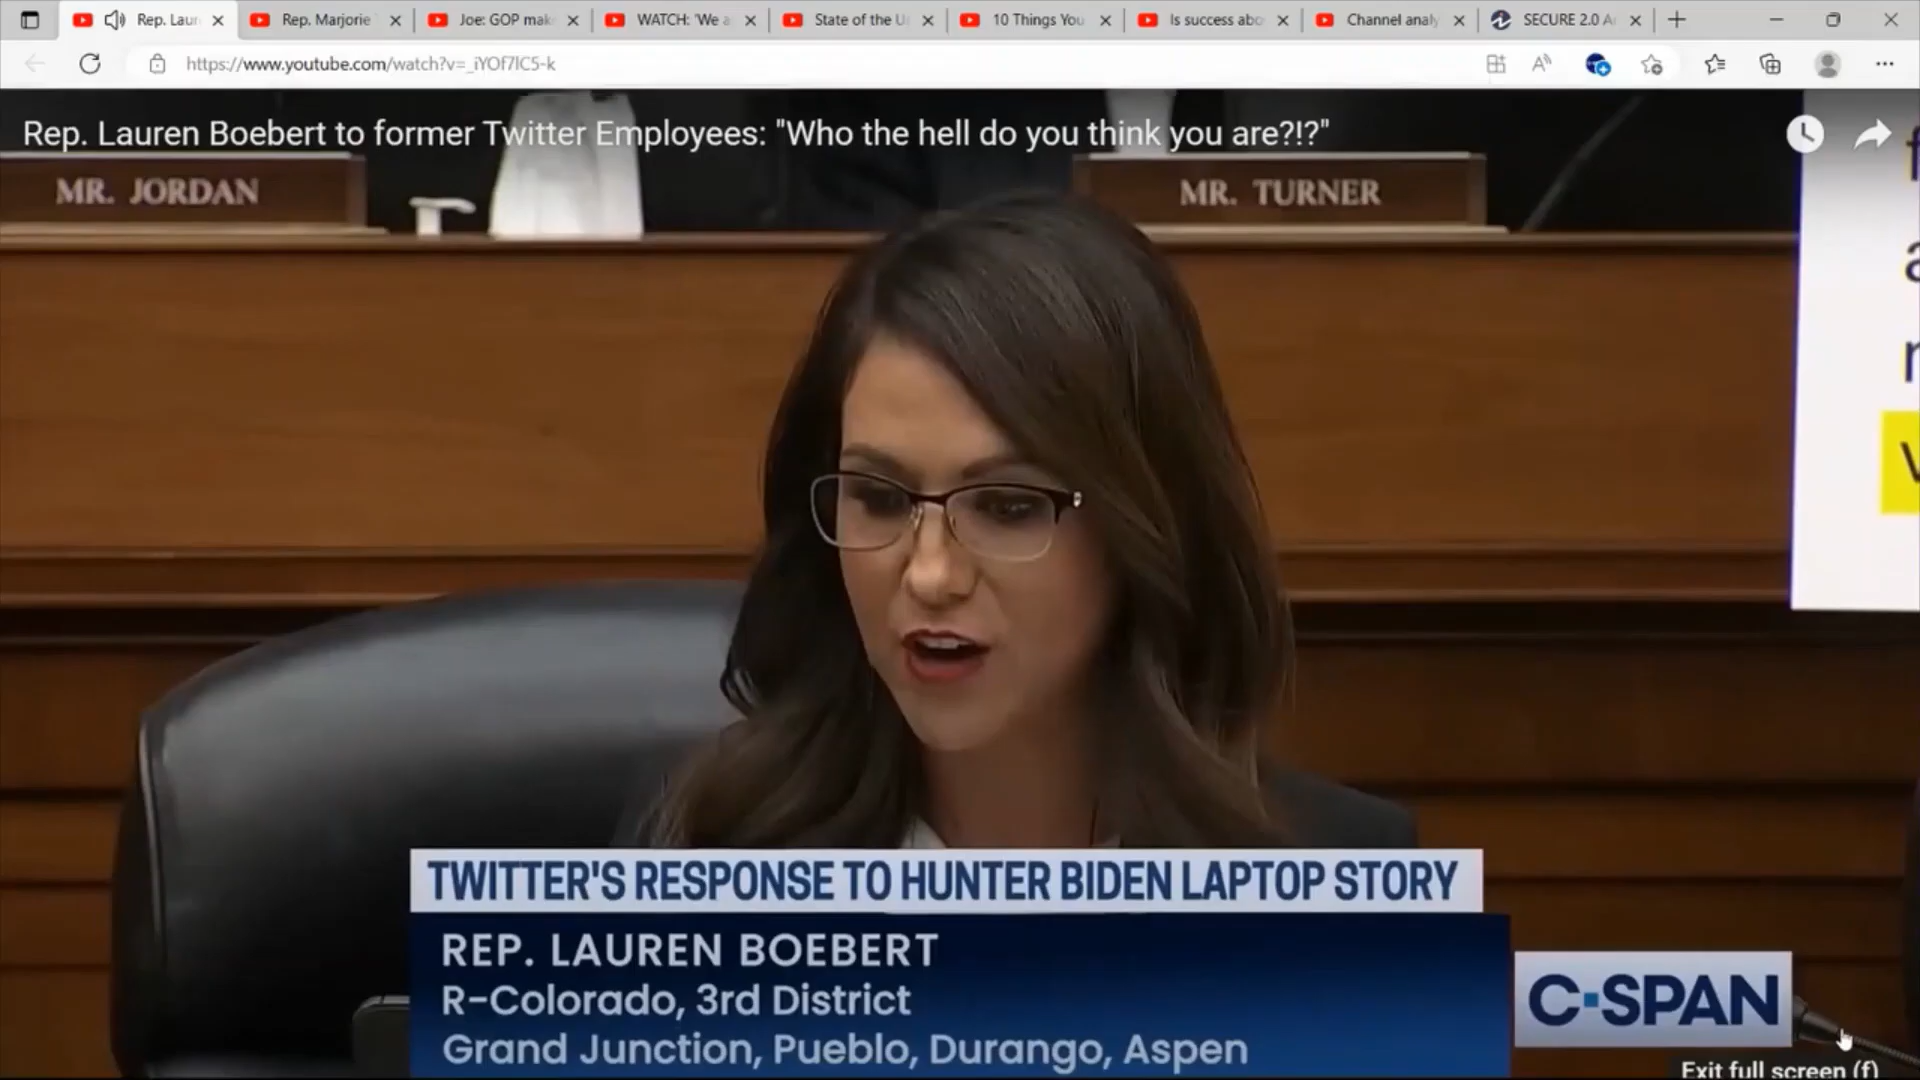 Rep. Laur
Rep. Marjorie
Joe: GOP mak
WATCH: 'We a
State of the U
10 Things You
Is success abo
Channel analy
SECURE 2.0 A
https://www.youtube.com/watch?v=_iYOf7lC5-k
Rep. Lauren Boebert to former Twitter Employees: "Who the hell do you think you are?!?"
MR. JORDAN
MR. TURNER
TWITTER'S RESPONSE TO HUNTER BIDEN LAPTOP STORY
REP. LAUREN BOEBERT
R-Colorado, 3rd District
Grand Junction, Pueblo, Durango, Aspen
C-SPAN
Exit full screen (f)